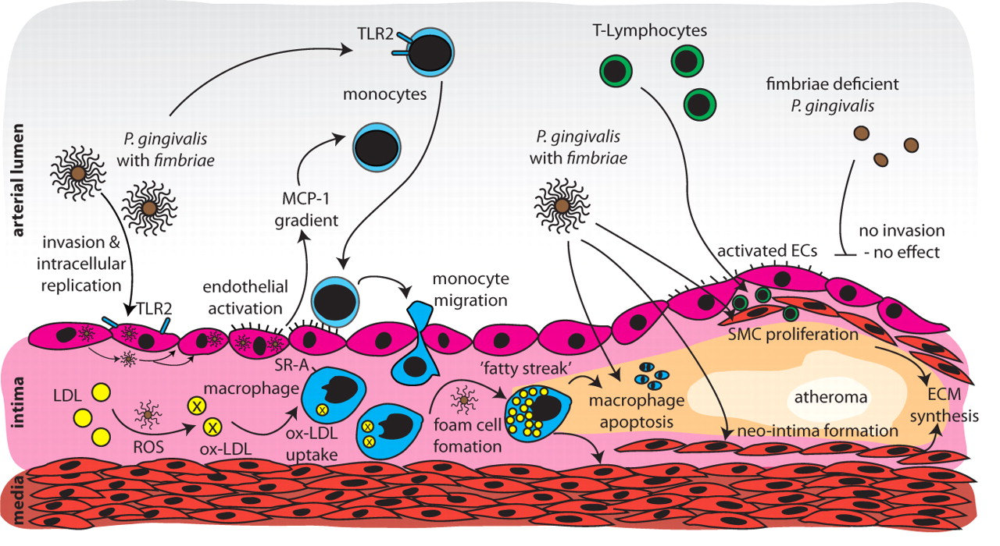 arterial lumen
intima
media
TLR2
monocytes
P. gingivalis
with fimbriae
MCP-1
gradient
invasion &
intracellular
replication
TLR2
endothelial
activation
monocyte
migration
T-Lymphocytes
fimbriae deficient
P. gingivalis
P. gingivalis
with fimbriae
no invasion
- no effect
activated ECs
SMC proliferation
SR-A
macrophage
LDL
ROS
X
X
ox-LDL
X
ox-LDL
uptake
X
X
'fatty streak'
foam cell
fomation
macrophage
apoptosis
atheroma
ECM
synthesis
neo-intima formation